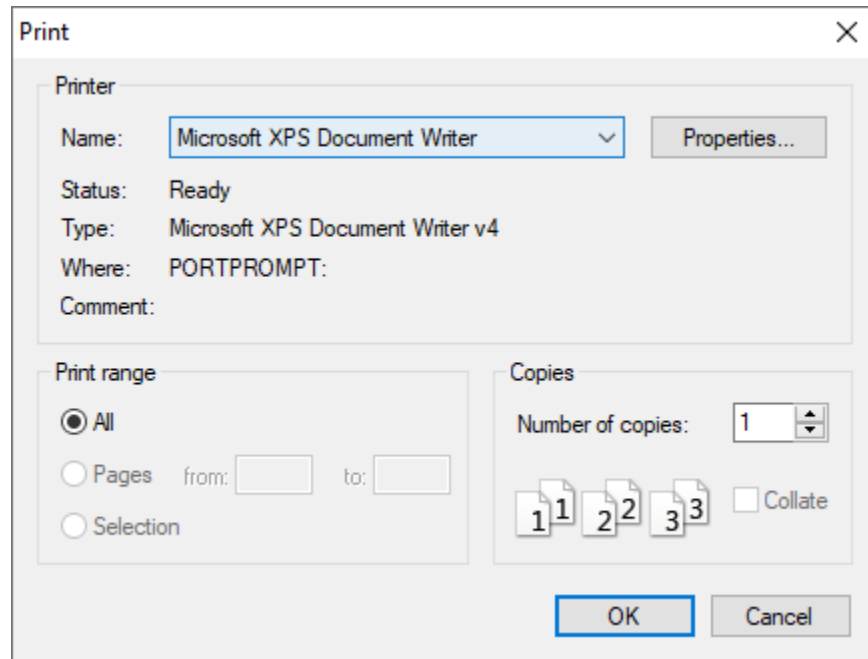 Print
Printer
Name: Microsoft XPS Document Writer Properties...
Status: Ready
Type: Microsoft XPS Document Writer v4
Where: PORTPROMPT:
Comment:
Print range
All
Pages from: to:
Selection
Copies
Number of copies: 1
1 1 2 2 3 3 Collate
OK Cancel